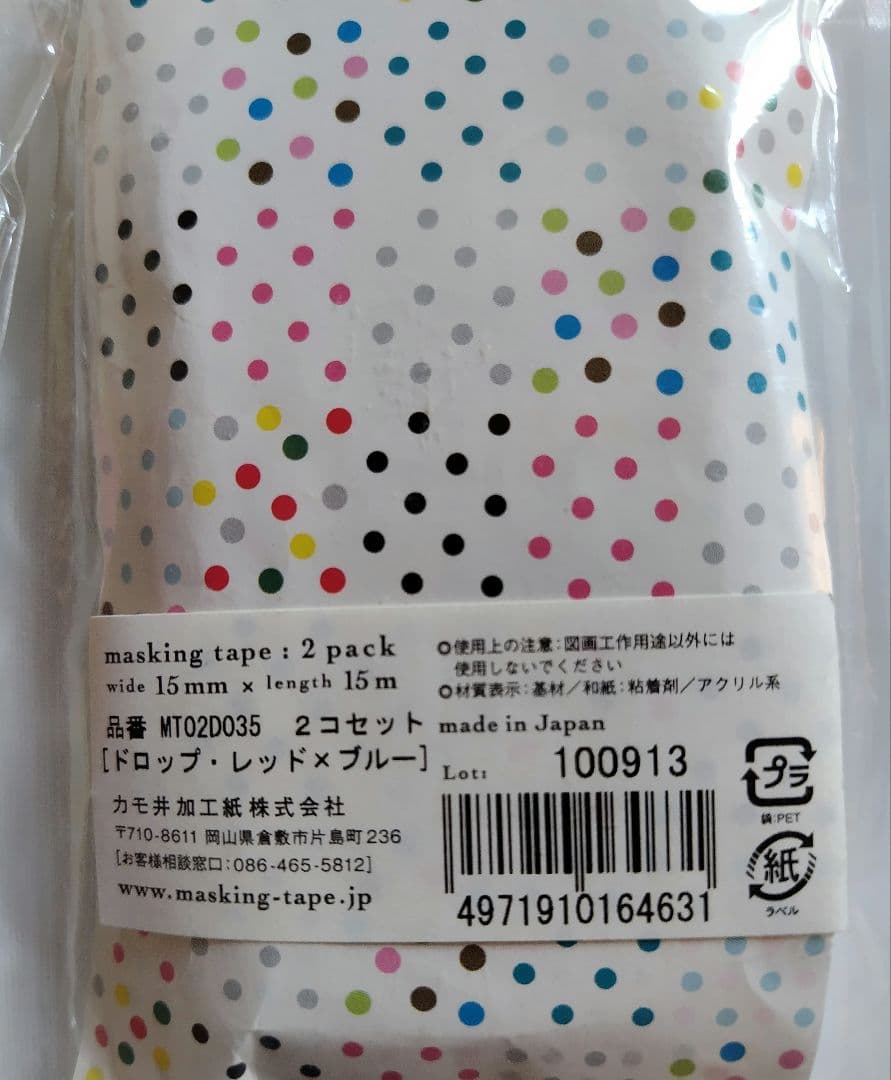 masking tape : 2 pack
wide 15mm × length 15m
品番 MT02D035 2コセット
[ドロップ・レッド×ブルー]
カモ井加工紙株式会社
〒710-8611 岡山県倉敷市片島町236
[お客様相談窓口:086-465-5812]
www.masking-tape.jp
使用上の注意:図画工作用途以外には
使用しないでください
材質表示:基材/和紙:粘着剤/アクリル系
made in Japan
Lot: 100913
4971910164631
プラ
袋:PET
紙
ラベル